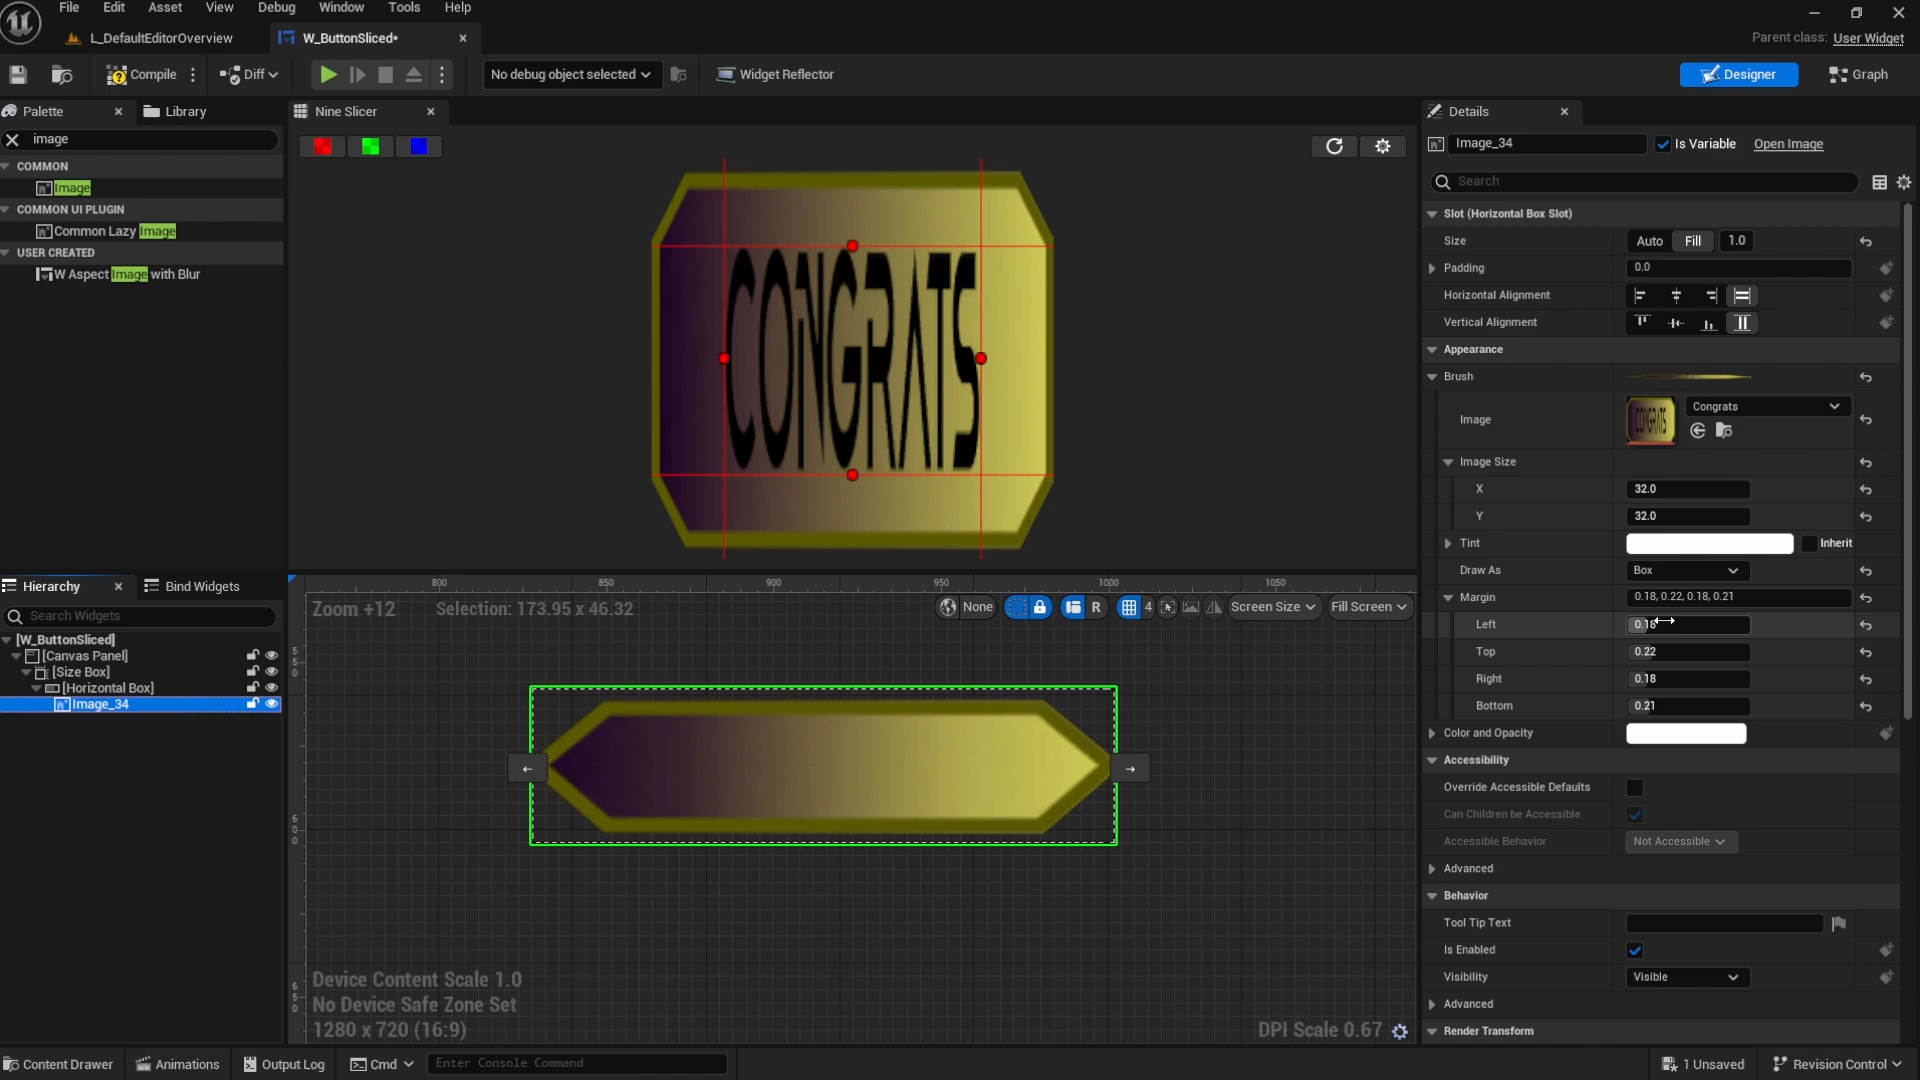 File Edit Asset View Debug Window Tools Help
L_DefaultEditorOverview
W_ButtonSliced*
Parent class: User Widget
Compile
Diff
No debug object selected
Widget Reflector
Designer
Graph
Palette
Library
image
COMMON
Image
COMMON UI PLUGIN
Common Lazy Image
USER CREATED
W Aspect Image with Blur
Nine Slicer
CONGRATS
Hierarchy
Bind Widgets
Search Widgets
[W_ButtonSliced]
[Canvas Panel]
[Size Box]
[Horizontal Box]
Image_34
800 850 900 950 1000 1050
Zoom +12
Selection: 173.95 x 46.32
None
R
4
Screen Size
Fill Screen
Device Content Scale 1.0
No Device Safe Zone Set
1280 x 720 (16:9)
DPI Scale 0.67
Details
Image_34
Is Variable
Open Image
Search
Slot (Horizontal Box Slot)
Size Auto Fill 1.0
Padding 0.0
Horizontal Alignment
Vertical Alignment
Appearance
Brush
Image
CONGRATS
Congrats
Image Size
X 32.0
Y 32.0
Tint Inherit
Draw As Box
Margin 0.18, 0.22, 0.18, 0.21
Left 0.18
Top 0.22
Right 0.18
Bottom 0.21
Color and Opacity
Accessibility
Override Accessible Defaults
Can Children be Accessible
Accessible Behavior Not Accessible
Advanced
Behavior
Tool Tip Text
Is Enabled
Visibility Visible
Advanced
Render Transform
Content Drawer
Animations
Output Log
Cmd
Enter Console Command
1 Unsaved
Revision Control